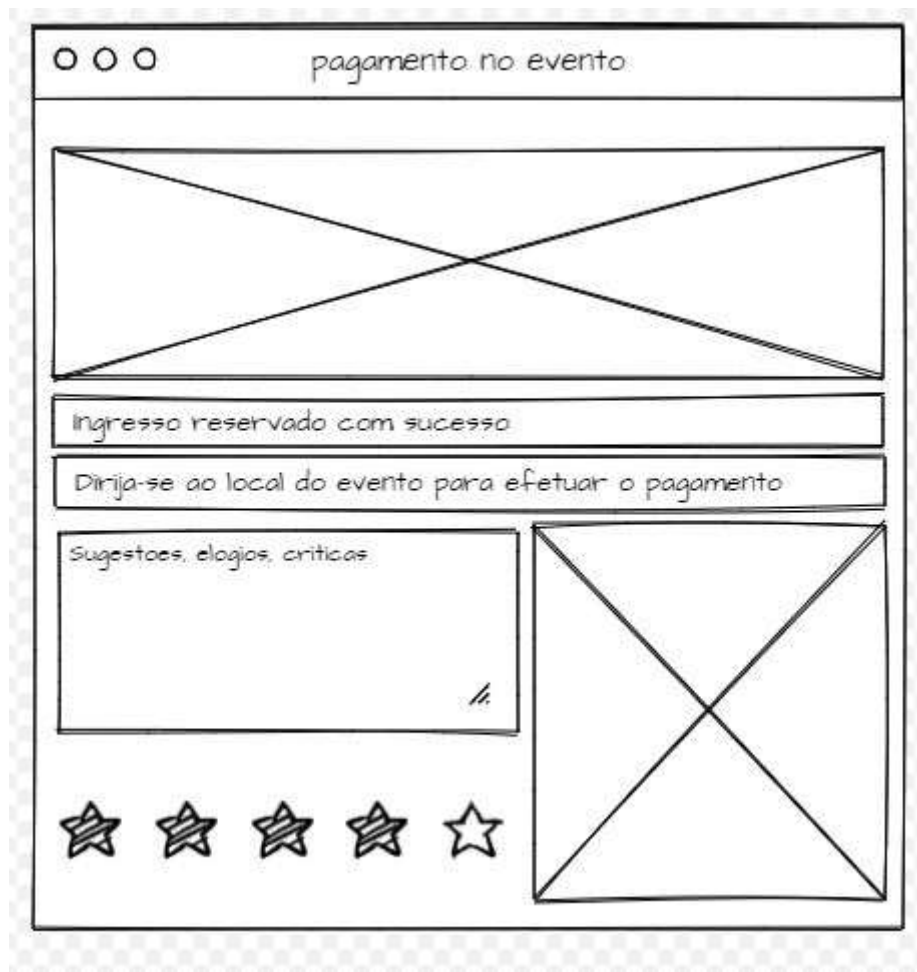 pagamento no evento
Ingresso reservado com sucesso
Dirija-se ao local do evento para efetuar o pagamento
Sugestoes, elogios, criticas